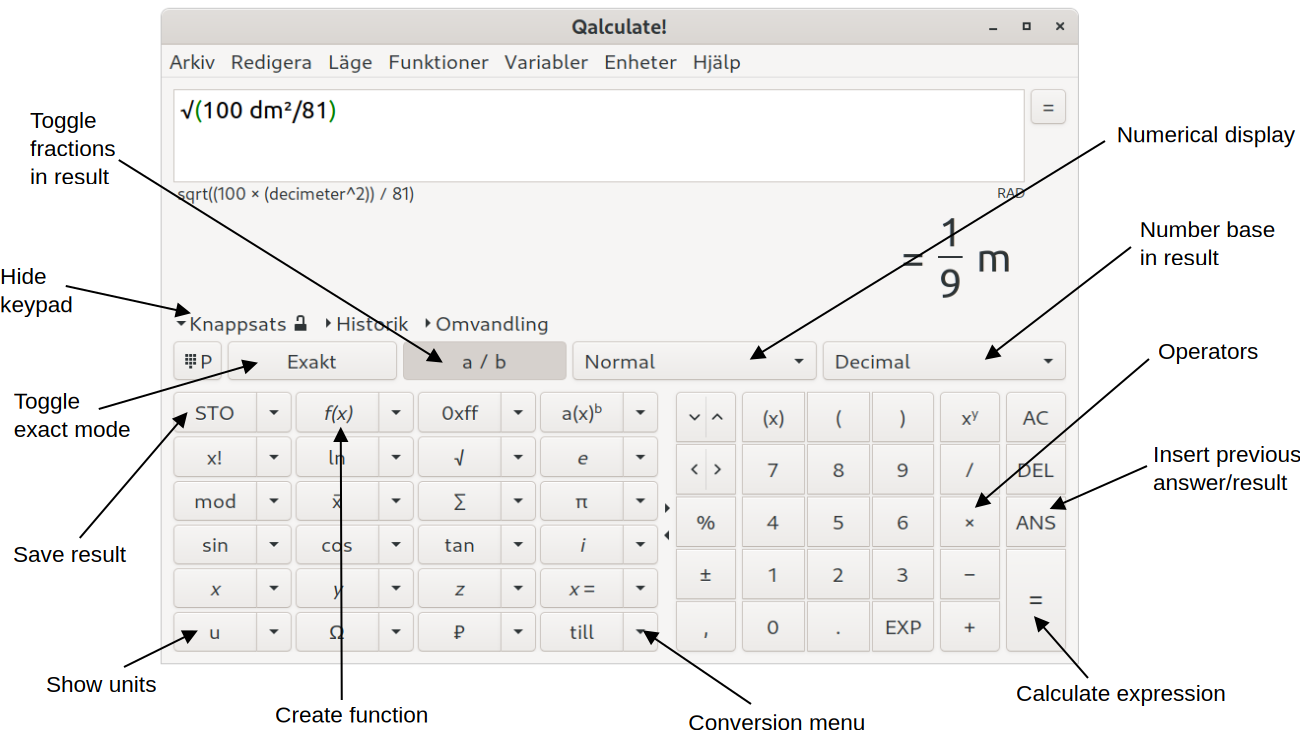 Qalculate!
Arkiv Redigera Läge Funktioner Variabler Enheter Hjälp
√(100 dm²/81)
=
sqrt((100 × (decimeter^2)) / 81)
RAD
= 1/9 m
Knappsats Historik Omvandling
P Exakt a / b Normal Decimal
STO f(x) 0xff a(x)ᵇ
x! ln √ e
mod x̄ ∑ π
sin cos tan i
x y z x =
u Ω ₽ till
(x) ( ) xʸ AC
7 8 9 / DEL
% 4 5 6 × ANS
± 1 2 3 − =
, 0 . EXP +
Toggle
fractions
in result
Hide
keypad
Toggle
exact mode
Save result
Show units
Create function
Conversion menu
Numerical display
Number base
in result
Operators
Insert previous
answer/result
Calculate expression